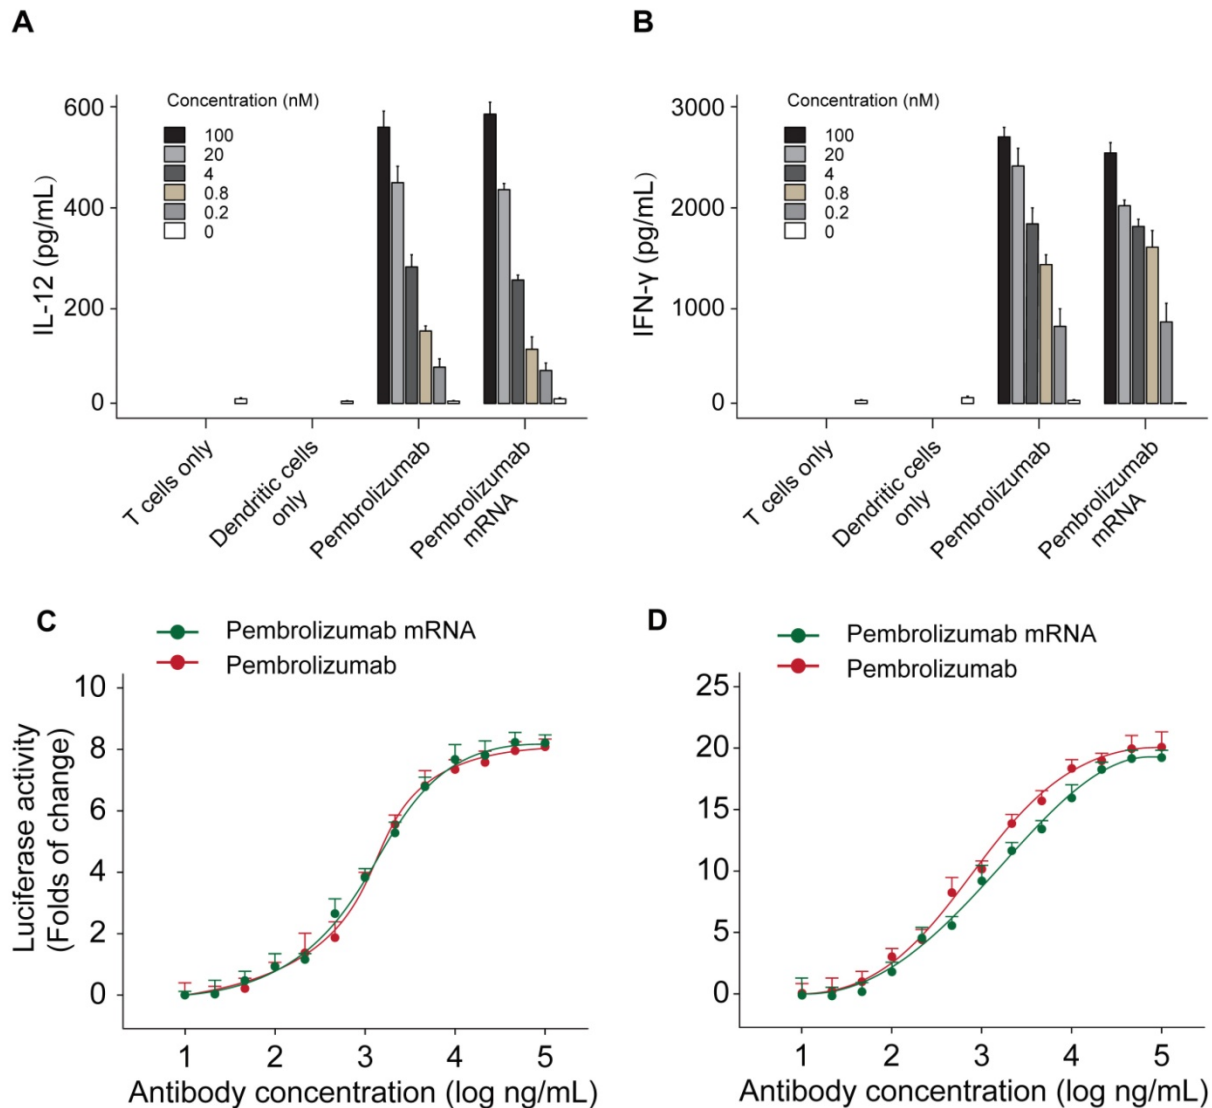 A
Concentration (nM)
100
20
4
0.8
0.2
0
600
400
200
0
IL-12 (pg/mL)
T cells only
Dendritic cells
only
Pembrolizumab
Pembrolizumab
mRNA
B
Concentration (nM)
100
20
4
0.8
0.2
0
3000
2000
1000
0
IFN-γ (pg/mL)
T cells only
Dendritic cells
only
Pembrolizumab
Pembrolizumab
mRNA
C
Pembrolizumab mRNA
Pembrolizumab
10
8
6
4
2
0
Luciferase activity
(Folds of change)
1 2 3 4 5
Antibody concentration (log ng/mL)
D
Pembrolizumab mRNA
Pembrolizumab
25
20
15
10
5
0
1 2 3 4 5
Antibody concentration (log ng/mL)